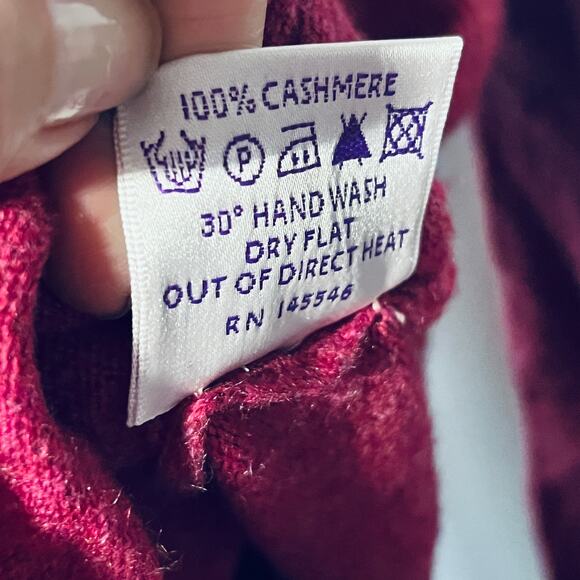 100% CASHMERE
P
30° HAND WASH
DRY FLAT
OUT OF DIRECT HEAT
RN 145546